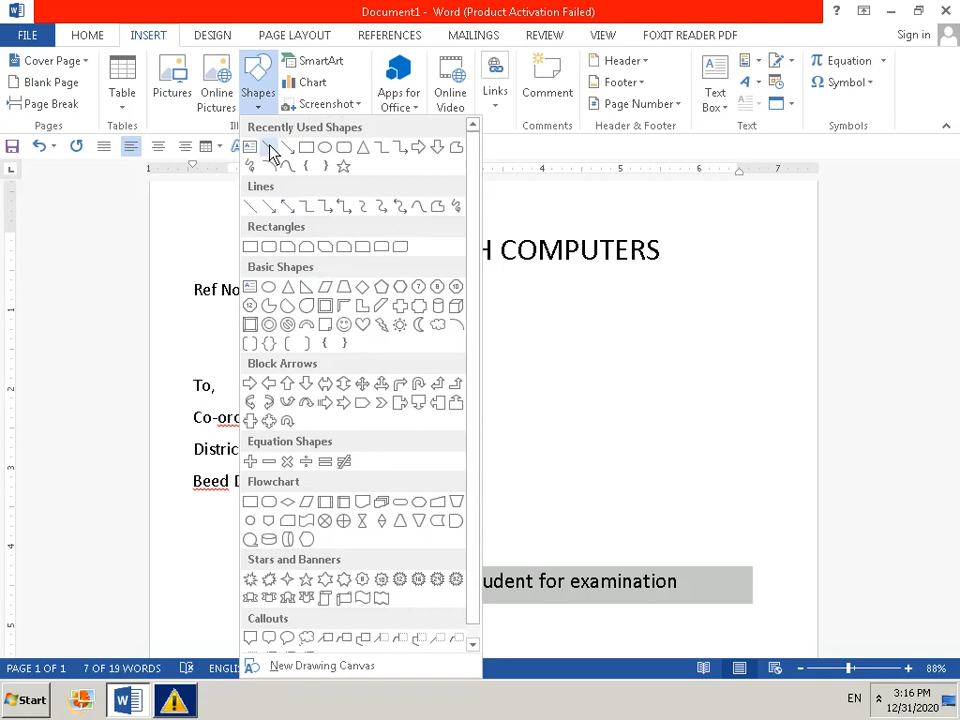 Document1 - Word (Product Activation Failed)
FILE HOME INSERT DESIGN PAGE LAYOUT REFERENCES MAILINGS REVIEW VIEW FOXIT READER PDF Sign in
Cover Page
Blank Page
Page Break
Pages
Table
Tables
Pictures
Online Pictures
Shapes
SmartArt
Chart
Screenshot
Apps for Office
Online Video
Links
Comment
Comments
Header
Footer
Page Number
Header & Footer
Text Box
Text
Equation
Symbol
Symbols
Recently Used Shapes
Lines
Rectangles
Basic Shapes
Block Arrows
Equation Shapes
Flowchart
Stars and Banners
Callouts
New Drawing Canvas
COMPUTERS
Ref No
To,
District
Beed
for examination
PAGE 1 OF 1 7 OF 19 WORDS 88%
Start
EN
3:16 PM
12/31/2020